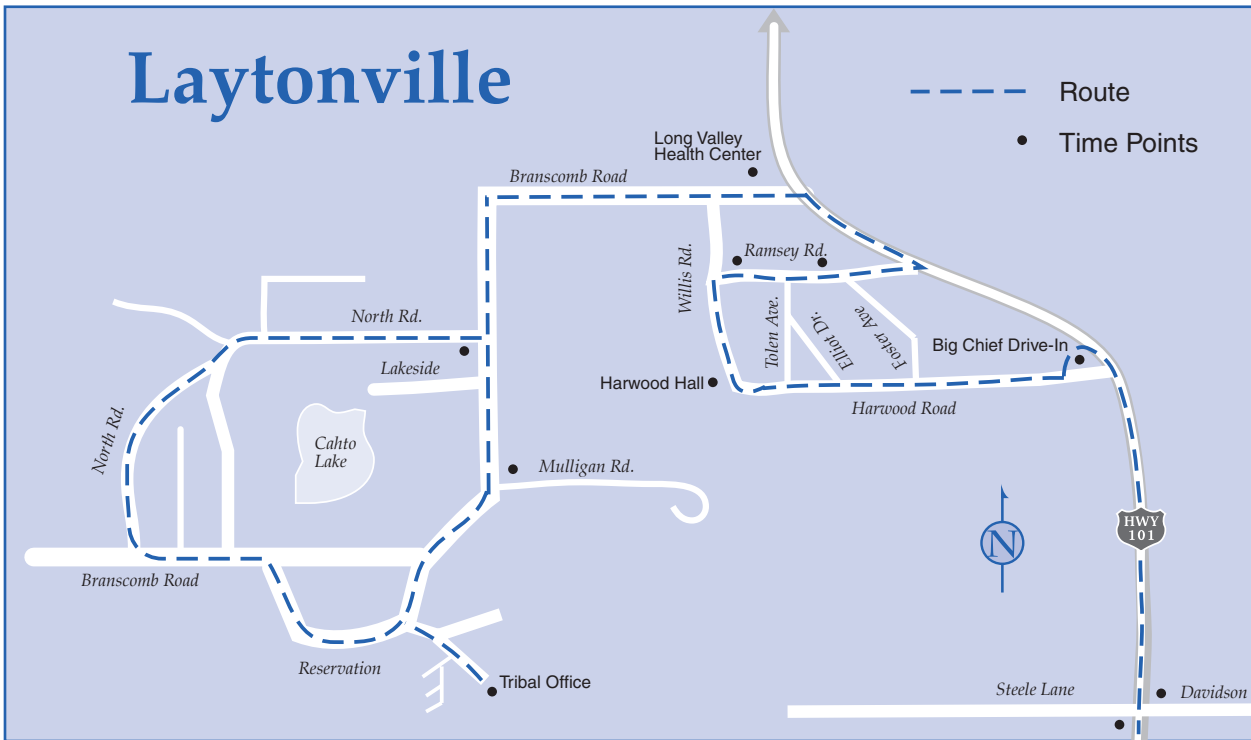 Laytonville
Route
Time Points
Long Valley
Health Center
Branscomb Road
Willis Rd.
Ramsey Rd.
Tolen Ave.
Elliot Dr.
Foster Ave
Big Chief Drive-In
North Rd.
Lakeside
Harwood Hall
Harwood Road
North Rd.
Cahto
Lake
Mulligan Rd.
HWY
101
N
Branscomb Road
Reservation
Tribal Office
Steele Lane
Davidson